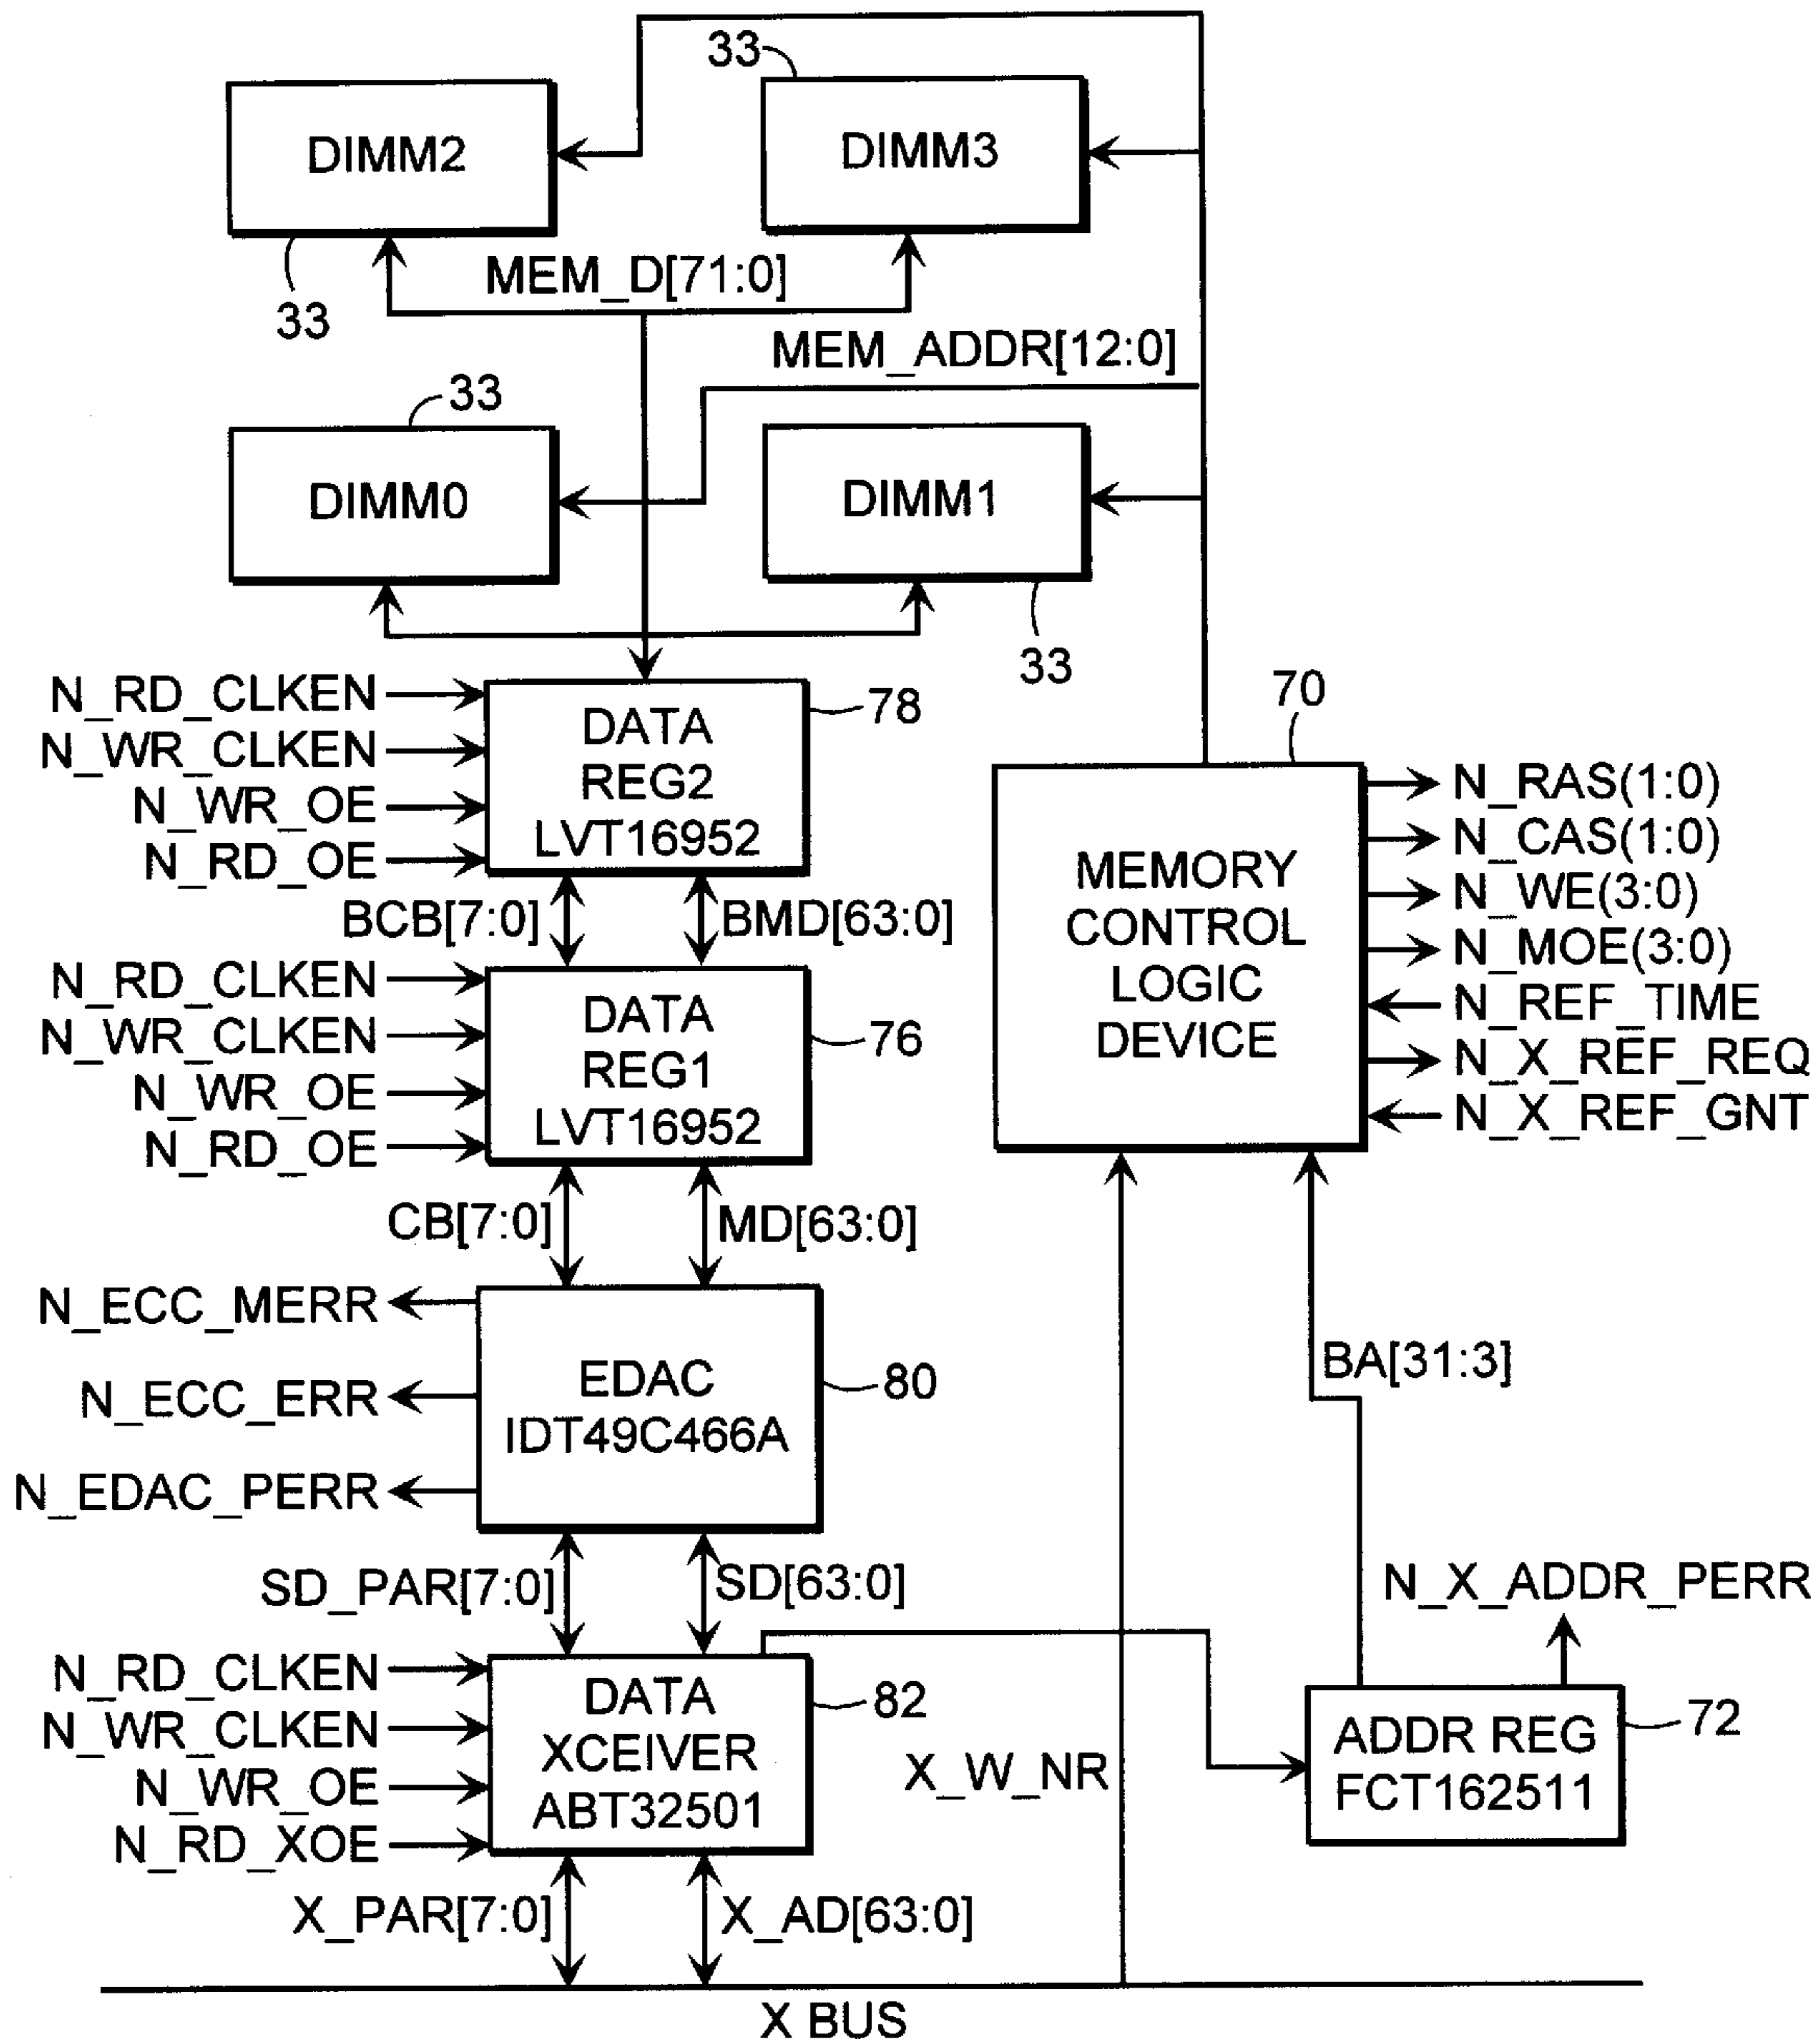 33
DIMM2
DIMM3
33
MEM_D[71:0]
MEM_ADDR[12:0]
33
DIMM0
DIMM1
33
N_RD_CLKEN
N_WR_CLKEN
N_WR_OE
N_RD_OE
DATA
REG2
LVT16952
78
70
BCB[7:0]
BMD[63:0]
MEMORY
CONTROL
LOGIC
DEVICE
N_RAS(1:0)
N_CAS(1:0)
N_WE(3:0)
N_MOE(3:0)
N_REF_TIME
N_X_REF_REQ
N_X_REF_GNT
N_RD_CLKEN
N_WR_CLKEN
N_WR_OE
N_RD_OE
DATA
REG1
LVT16952
76
CB[7:0]
MD[63:0]
N_ECC_MERR
N_ECC_ERR
N_EDAC_PERR
EDAC
IDT49C466A
80
BA[31:3]
SD_PAR[7:0]
SD[63:0]
N_X_ADDR_PERR
N_RD_CLKEN
N_WR_CLKEN
N_WR_OE
N_RD_XOE
DATA
XCEIVER
ABT32501
82
X_W_NR
ADDR REG
FCT162511
72
X_PAR[7:0]
X_AD[63:0]
X BUS